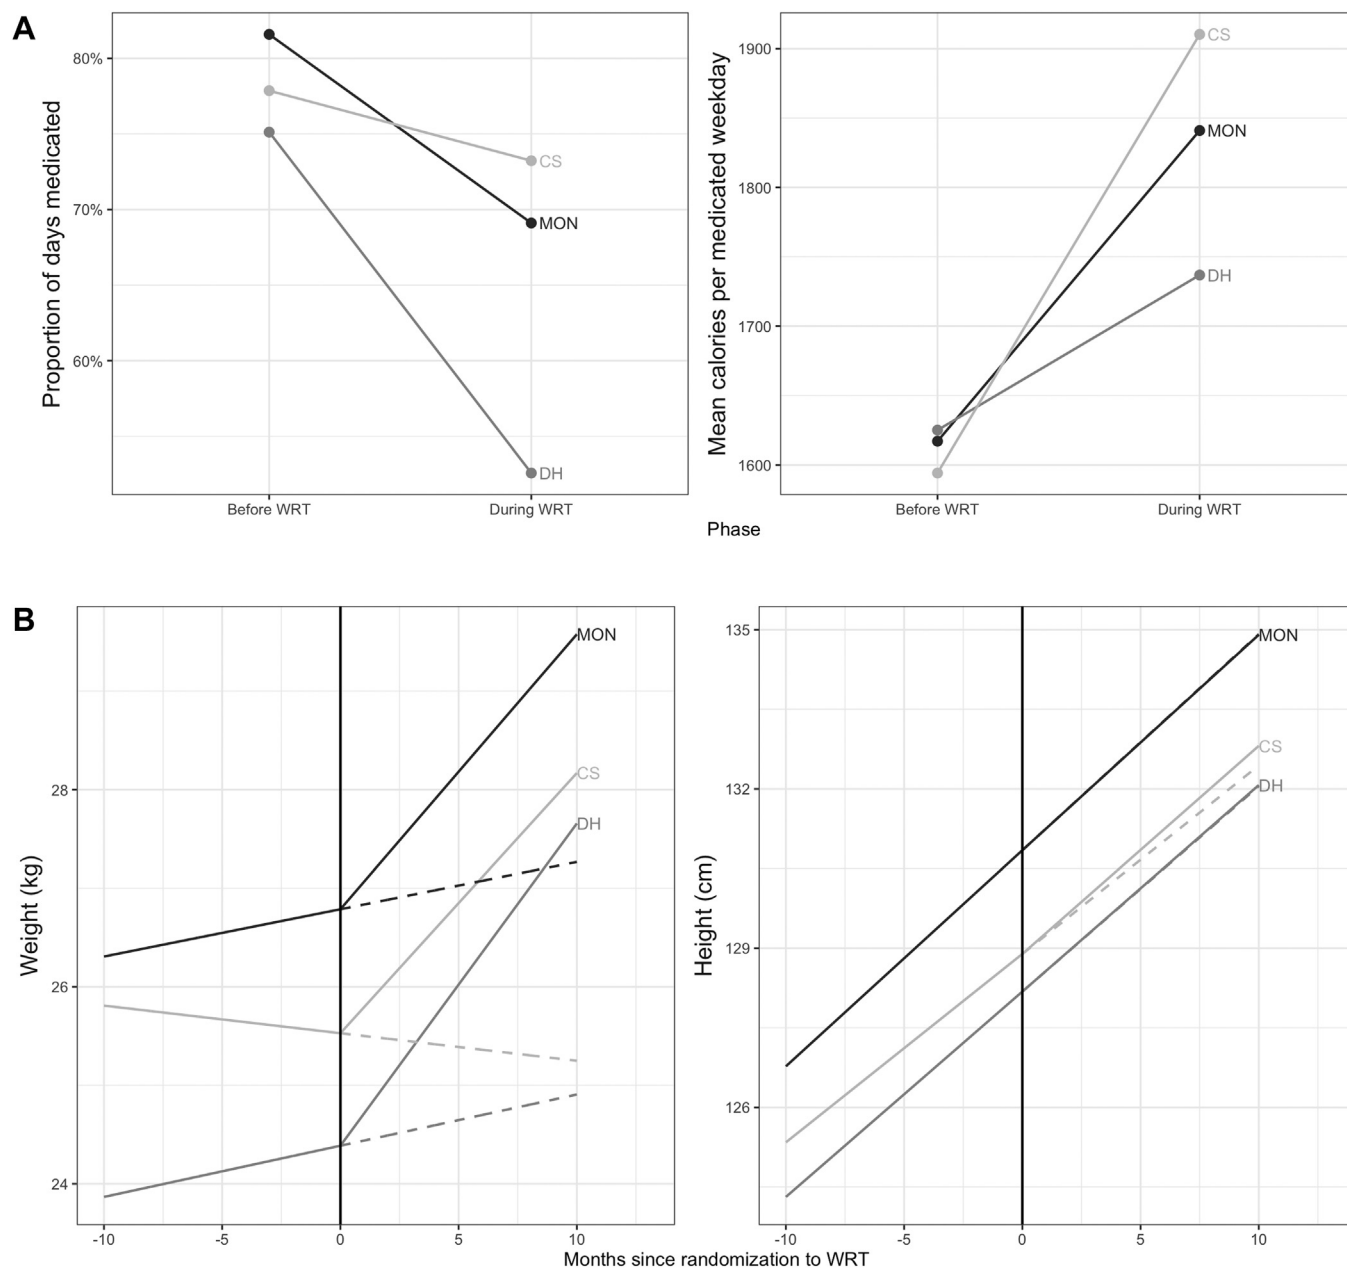 A
Proportion of days medicated
80%
70%
60%
CS
MON
DH
Before WRT
During WRT
Mean calories per medicated weekday
1900
1800
1700
1600
CS
MON
DH
Before WRT
During WRT
Phase
B
Weight (kg)
28
26
24
MON
CS
DH
-10
-5
0
5
10
Height (cm)
135
132
129
126
MON
CS
DH
-10
-5
0
5
10
Months since randomization to WRT